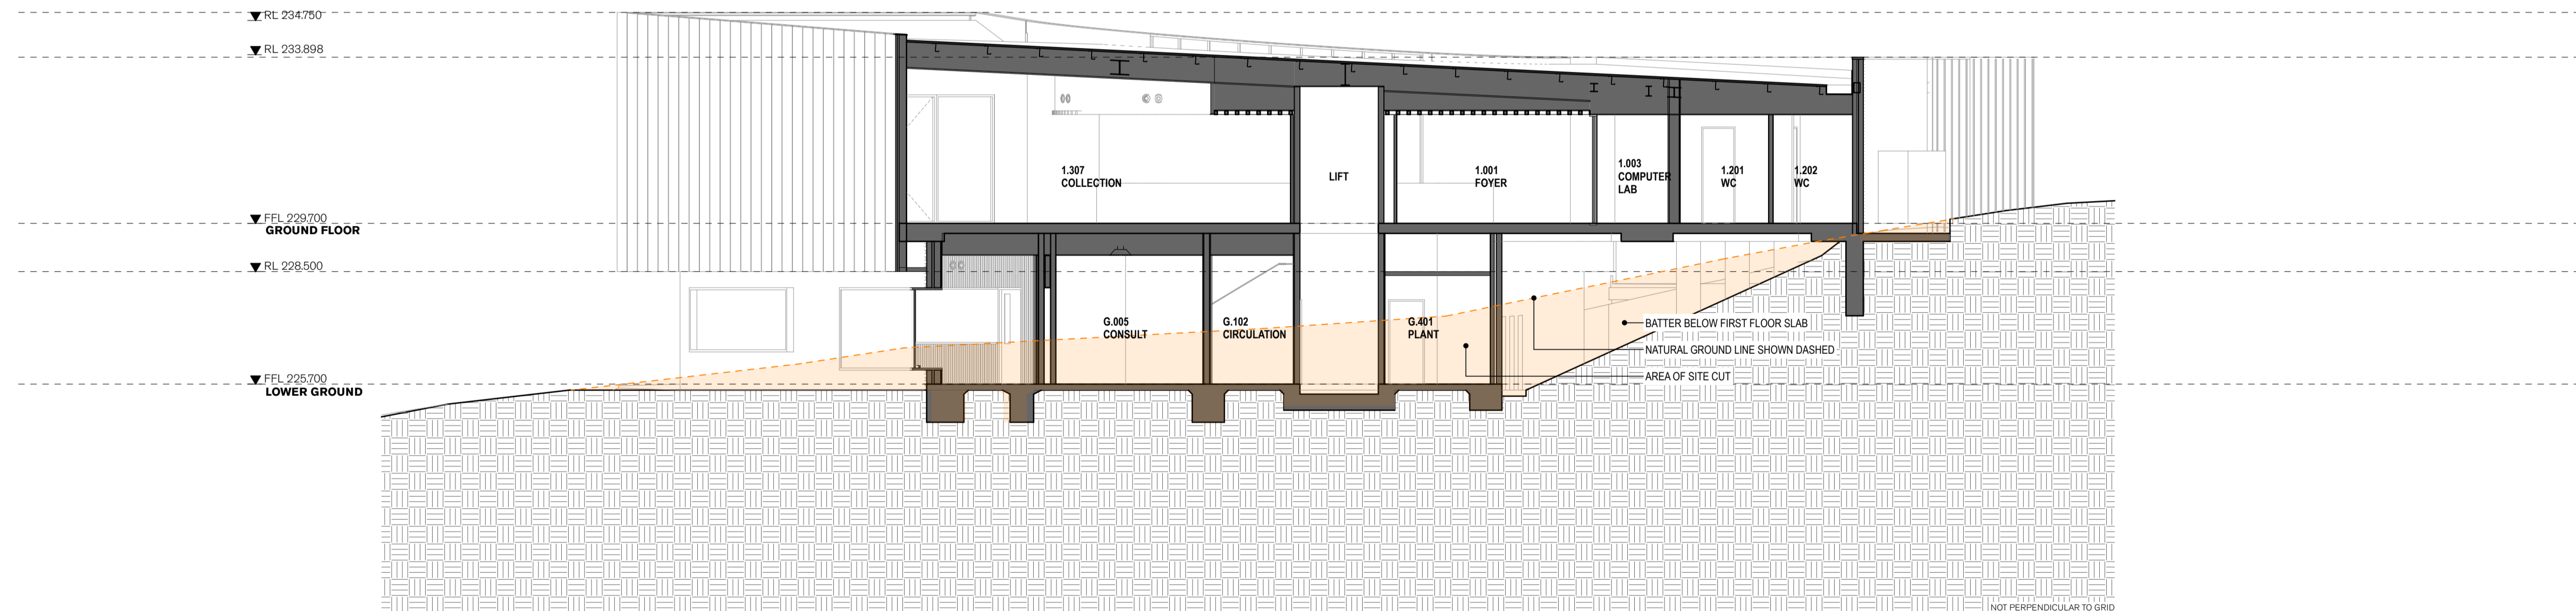 RL 234.750
RL 233.898
1.307
COLLECTION
LIFT
1.001
FOYER
1.003
COMPUTER
LAB
1.201
WC
1.202
WC
FFL 229.700
GROUND FLOOR
RL 228.500
G.005
CONSULT
G.102
CIRCULATION
G.401
PLANT
BATTER BELOW FIRST FLOOR SLAB
NATURAL GROUND LINE SHOWN DASHED
AREA OF SITE CUT
FFL 225.700
LOWER GROUND
NOT PERPENDICULAR TO GRID